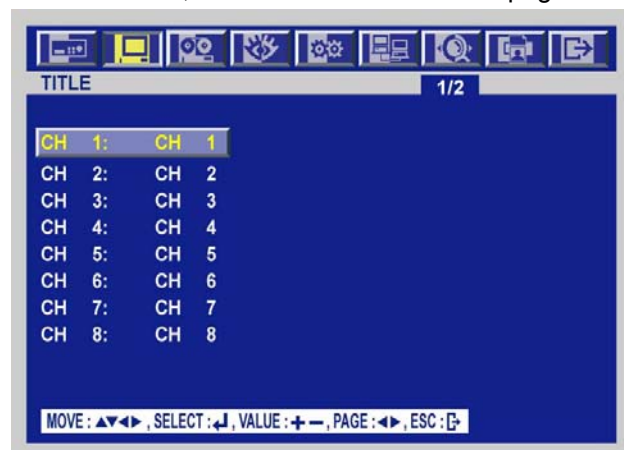 TITLE 1/2
CH 1: CH 1
CH 2: CH 2
CH 3: CH 3
CH 4: CH 4
CH 5: CH 5
CH 6: CH 6
CH 7: CH 7
CH 8: CH 8
MOVE : ▲▼◀▶ , SELECT : ↵ , VALUE : + — , PAGE : ◀▶ , ESC :